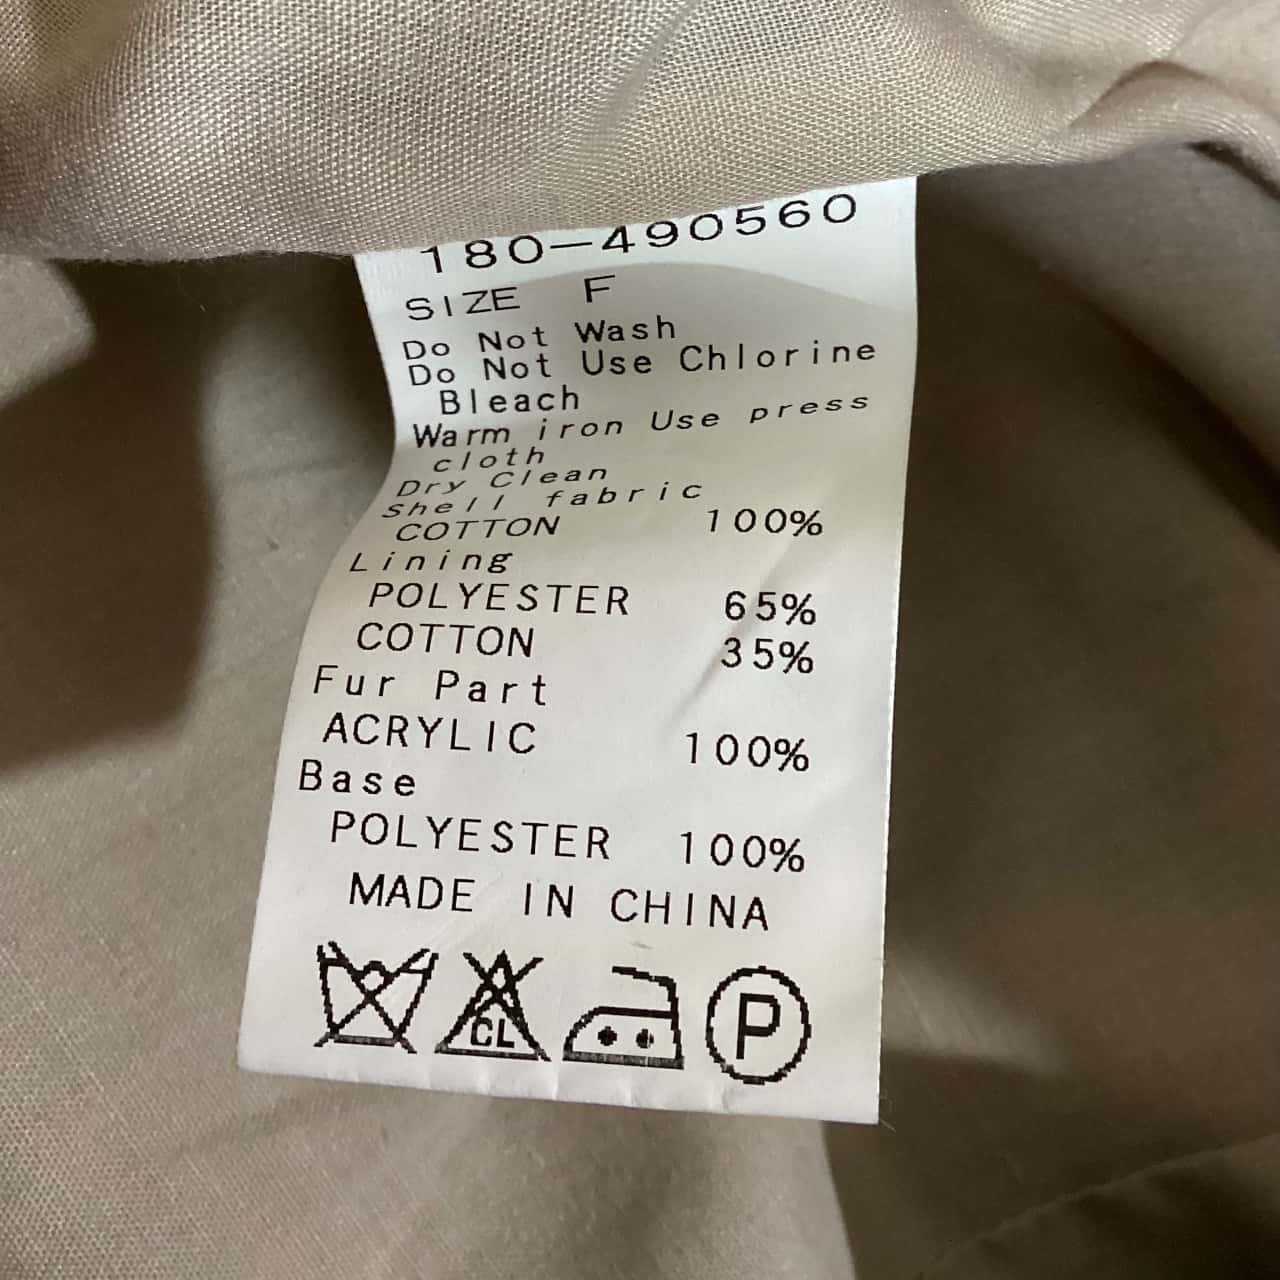 180-490560
SIZE F
Do Not Wash
Do Not Use Chlorine
Bleach
Warm iron Use press
cloth
Dry Clean
Shell fabric
COTTON 100%
Lining
POLYESTER 65%
COTTON 35%
Fur Part
ACRYLIC 100%
Base
POLYESTER 100%
MADE IN CHINA
CL P